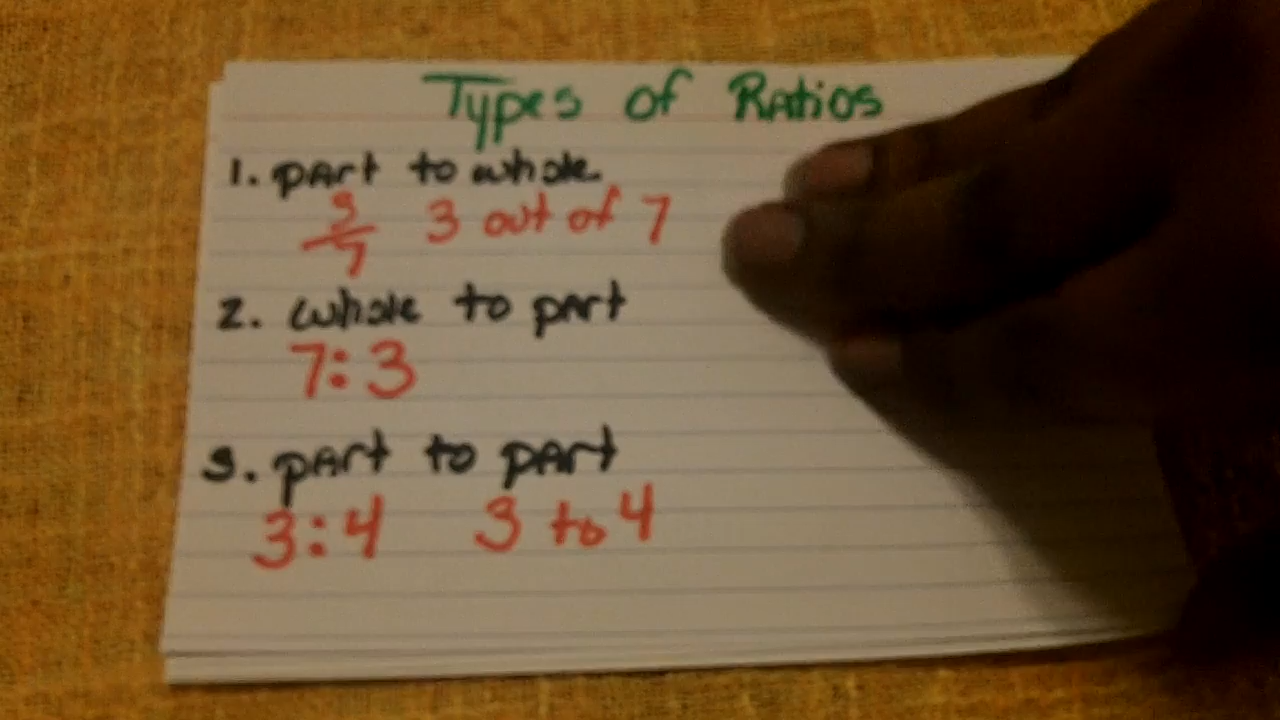 Types of Ratios
1. part to whole
3/7 3 out of 7
2. whole to part
7:3
3. part to part
3:4 3 to 4